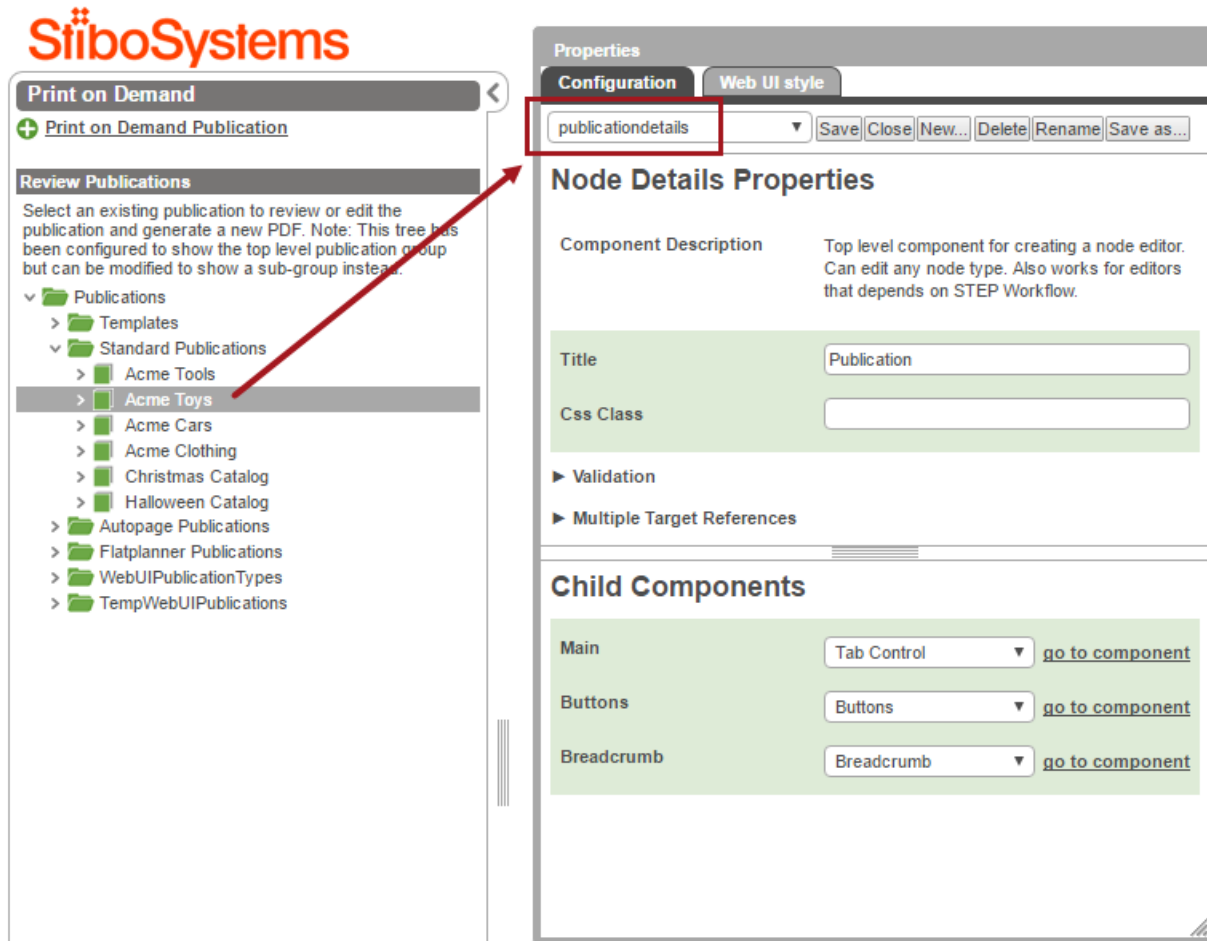 StiboSystems
Print on Demand
Print on Demand Publication
Review Publications
Select an existing publication to review or edit the
publication and generate a new PDF. Note: This tree has
been configured to show the top level publication group
but can be modified to show a sub-group instead.
Publications
Templates
Standard Publications
Acme Tools
Acme Toys
Acme Cars
Acme Clothing
Christmas Catalog
Halloween Catalog
Autopage Publications
Flatplanner Publications
WebUIPublicationTypes
TempWebUIPublications
Properties
Configuration Web UI style
publicationdetails Save Close New... Delete Rename Save as...
Node Details Properties
Component Description Top level component for creating a node editor.
Can edit any node type. Also works for editors
that depends on STEP Workflow.
Title Publication
Css Class
Validation
Multiple Target References
Child Components
Main Tab Control go to component
Buttons Buttons go to component
Breadcrumb Breadcrumb go to component